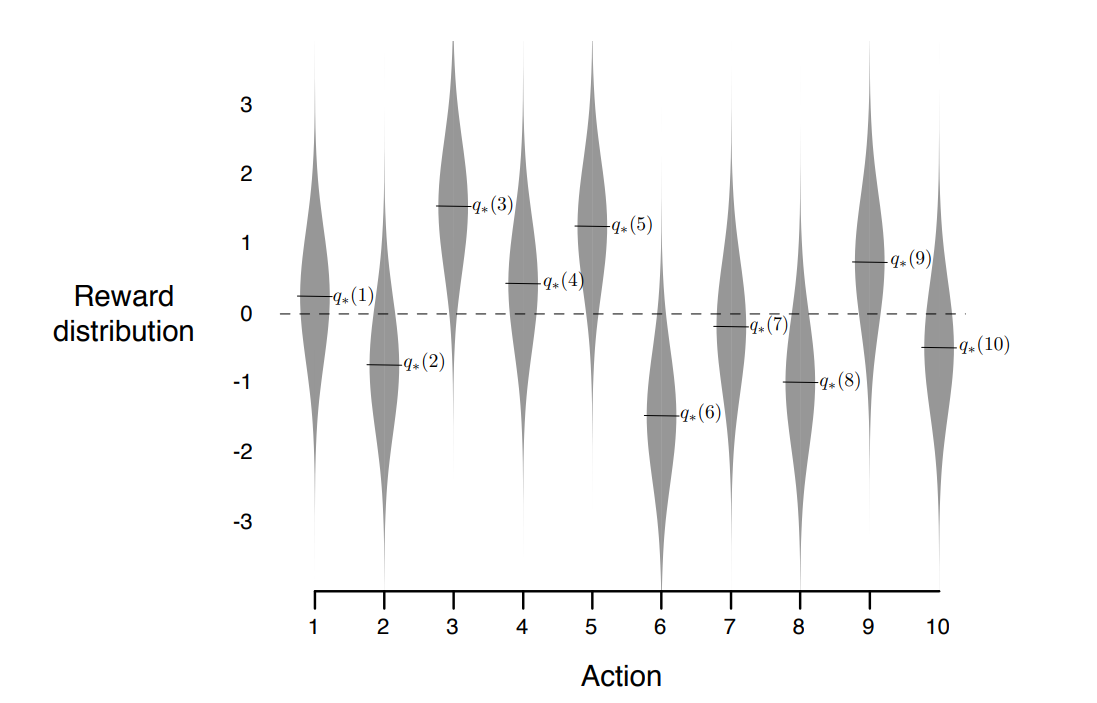 3
2
1
0
-1
-2
-3
Reward
distribution
q∗(1)
q∗(2)
q∗(3)
q∗(4)
q∗(5)
q∗(6)
q∗(7)
q∗(8)
q∗(9)
q∗(10)
1 2 3 4 5 6 7 8 9 10
Action